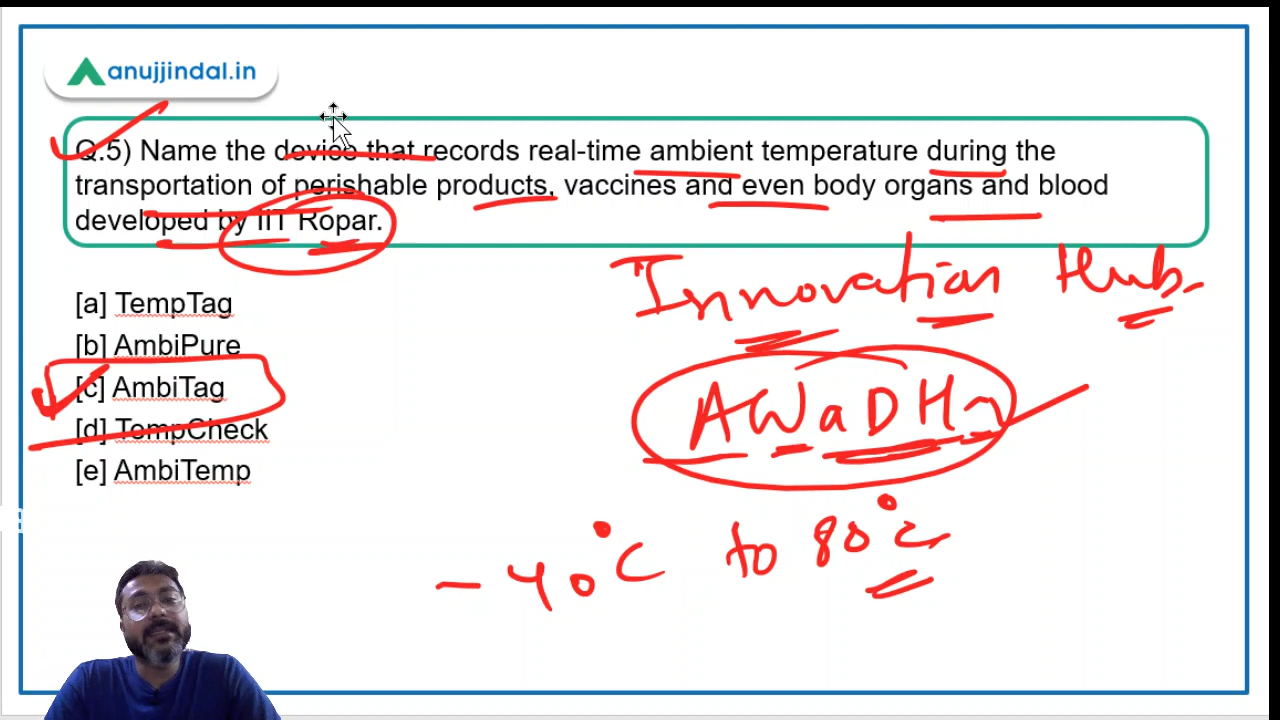 anujjindal.in
Q.5) Name the device that records real-time ambient temperature during the
transportation of perishable products, vaccines and even body organs and blood
developed by IIT Ropar.
Innovation Hub
[a] TempTag
[b] AmbiPure
[c] AmbiTag
AWaDH
[d] TempCheck
[e] AmbiTemp
-40°C to 80°C